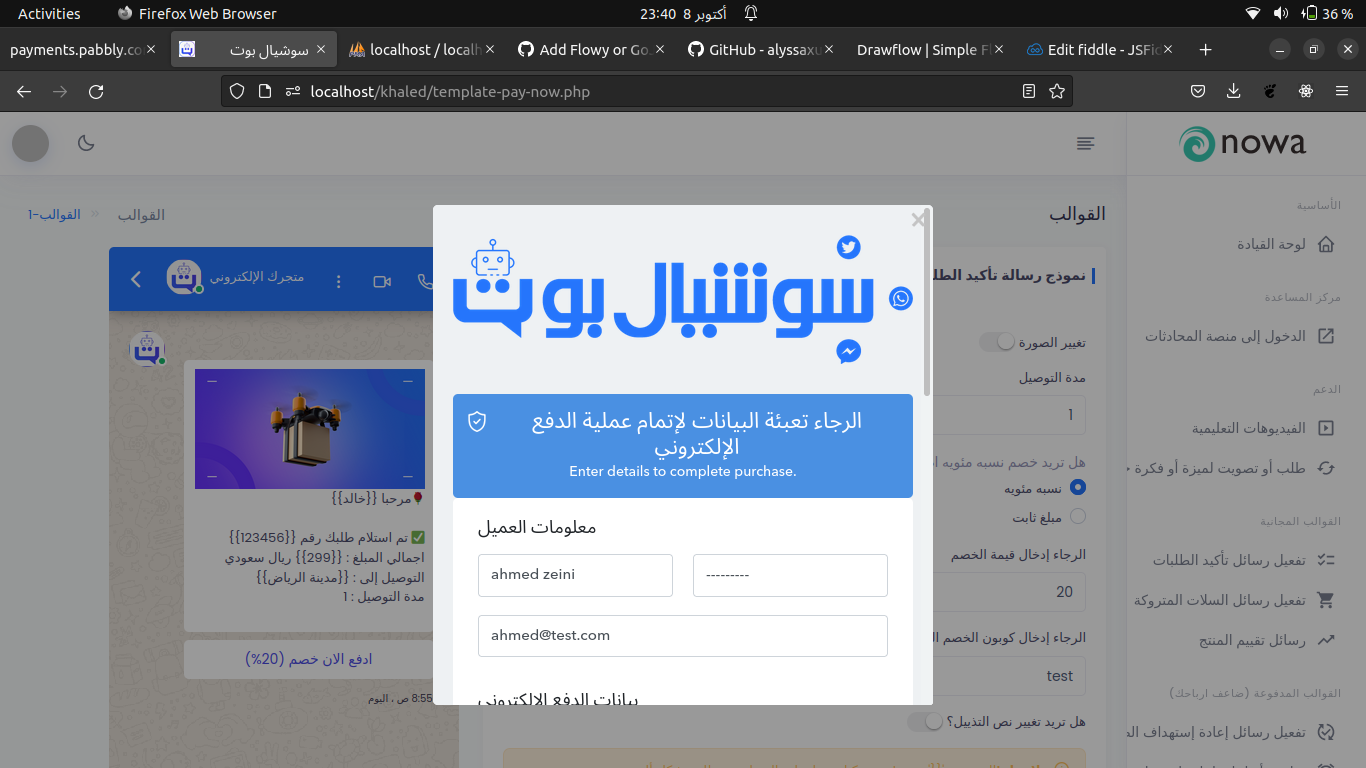 Activities
Firefox Web Browser
23:40 8 أكتوبر
36 %
payments.pabbly.co
سوشيال بوت
localhost / localh
Add Flowy or Go.
GitHub - alyssaxu
Drawflow | Simple Fl
Edit fiddle - JSFid
localhost/khaled/template-pay-now.php
nowa
الأساسية
لوحة القيادة
مركز المساعدة
الدخول إلى منصة المحادثات
الدعم
الفيديوهات التعليمية
طلب أو تصويت لميزة أو فكرة
القوالب المجانية
تفعيل رسائل تأكيد الطلبات
تفعيل رسائل السلات المتروكة
رسائل تقييم المنتج
القوالب المدفوعة (ضاعف ارباحك)
تفعيل رسائل إعادة إستهداف
القوالب
القوالب
القوالب-1
نموذج رسالة تأكيد الطلب
تغيير الصورة
مدة التوصيل
1
هل تريد خصم نسبه مئويه
نسبه مئويه
مبلغ ثابت
الرجاء إدخال قيمة الخصم
20
الرجاء إدخال كوبون الخصم
test
هل تريد تغيير نص التذييل؟
متجرك الإلكتروني
مرحبا {{خالد}}
تم استلام طلبك رقم {{123456}}
اجمالي المبلغ : {{299}} ريال سعودي
التوصيل إلى : {{مدينة الرياض}}
مدة التوصيل : 1
ادفع الان خصم (20%)
8:55 ص ، اليوم
سوشيال بوت
الرجاء تعبئة البيانات لإتمام عملية الدفع
الإلكتروني
Enter details to complete purchase.
معلومات العميل
ahmed zeini
---------
ahmed@test.com
بيانات الدفع الالكتروني